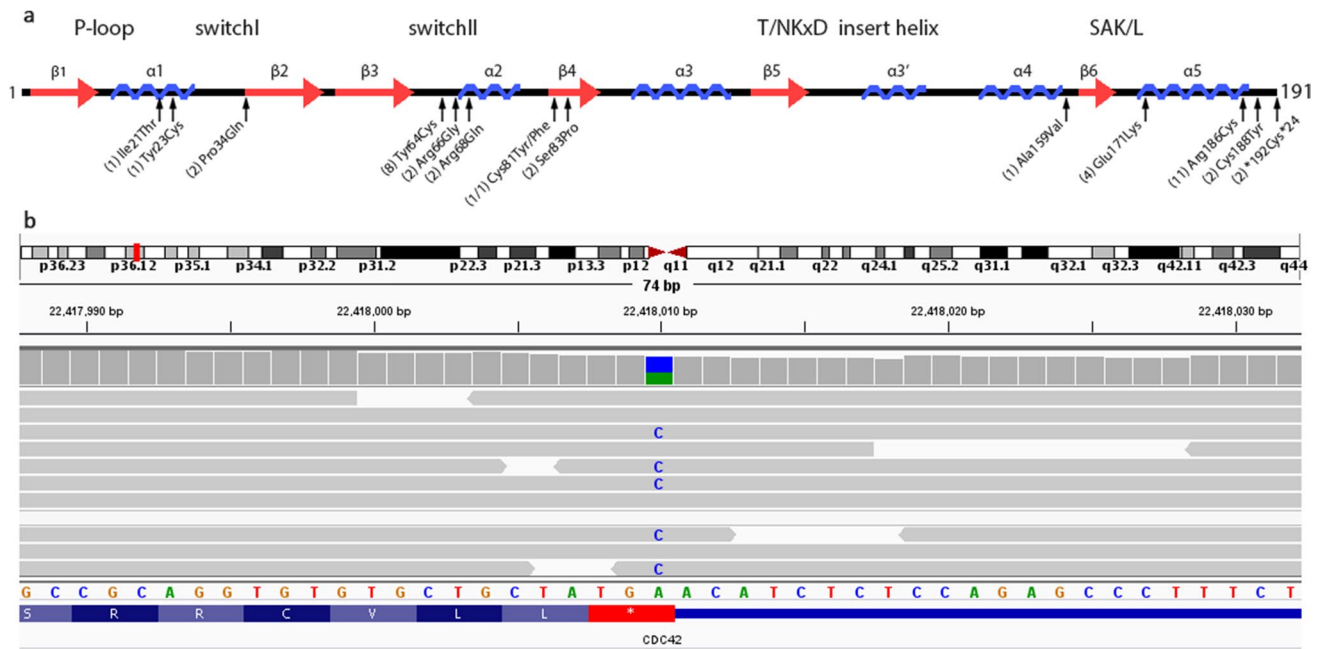 a
P-loop switchI switchII T/NKxD insert helix SAK/L
β1 α1 β2 β3 α2 β4 α3 β5 α3′ α4 β6 α5
1 191
(1) Ile21Thr
(1) Tyr23Cys
(2) Pro34Gln
(8) Tyr64Cys
(2) Arg66Gly
(2) Arg68Gln
(1/1) Cys81Tyr/Phe
(2) Ser83Pro
(1) Ala159Val
(4) Glu171Lys
(11) Arg186Cys
(2) Cys188Tyr
(2) *192Cys*24
b
p36.23 p36.12 p35.1 p34.1 p32.2 p31.2 p22.3 p21.3 p13.3 p12 q11 q12 q21.1 q22 q24.1 q25.2 q31.1 q32.1 q32.3 q42.11 q42.3 q44
74 bp
22,417,990 bp 22,418,000 bp 22,418,010 bp 22,418,020 bp 22,418,030 bp
C
C
C
C
C
G C C G C A G G T G T G T G C T G C T A T G A A C A T C T C T C C A G A G C C C T T T C T
S R R C V L L *
CDC42